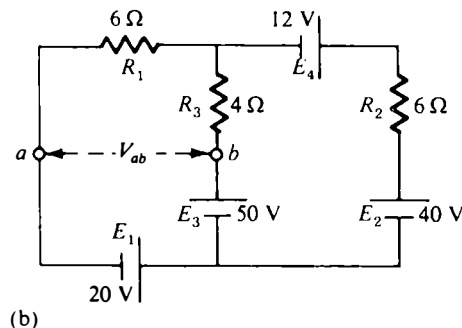 6 Ω 12 V
R1 E4
R3 4 Ω R2 6 Ω
a Vab b
E3 50 V E2 40 V
E1
20 V
(b)